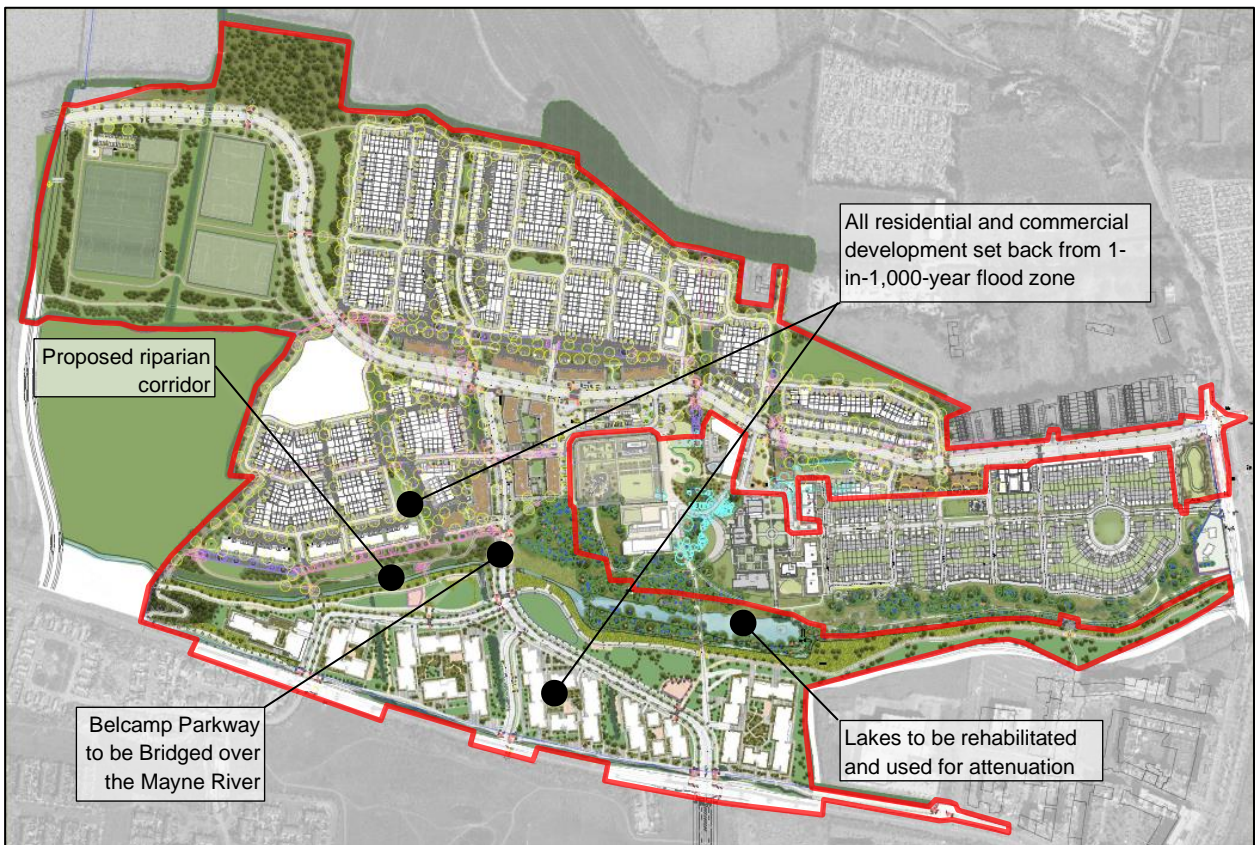 All residential and commercial
development set back from 1-
in-1,000-year flood zone
Proposed riparian
corridor
Belcamp Parkway
to be Bridged over
the Mayne River
Lakes to be rehabilitated
and used for attenuation